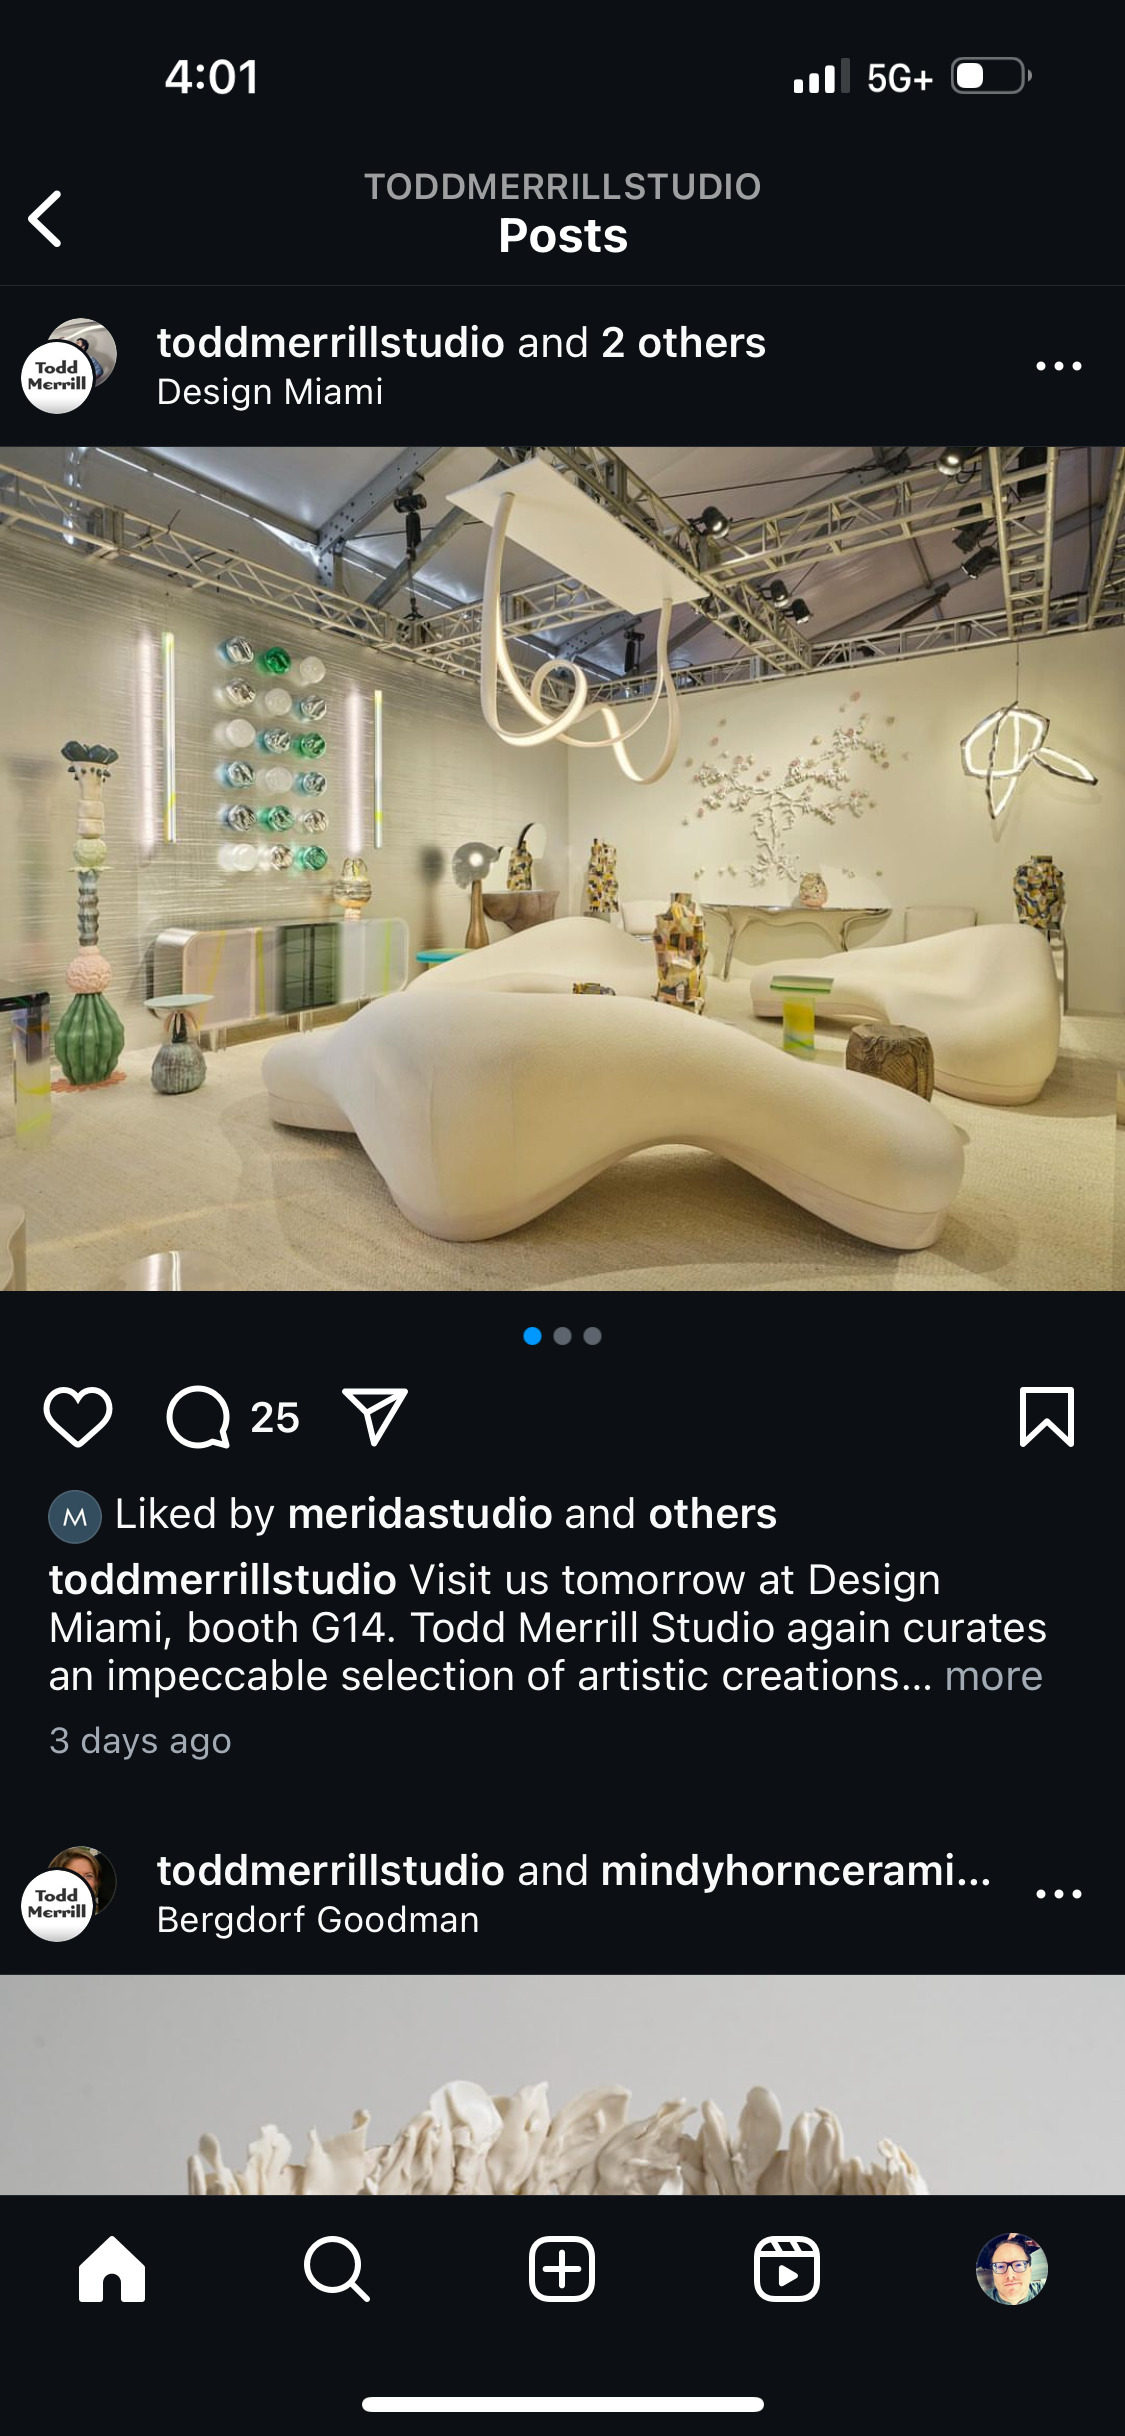 4:01
5G+
TODDMERRILLSTUDIO
Posts
Todd
Merrill
toddmerrillstudio and 2 others
Design Miami
25
M Liked by meridastudio and others
toddmerrillstudio Visit us tomorrow at Design
Miami, booth G14. Todd Merrill Studio again curates
an impeccable selection of artistic creations... more
3 days ago
Todd
Merrill
toddmerrillstudio and mindyhorncerami...
Bergdorf Goodman